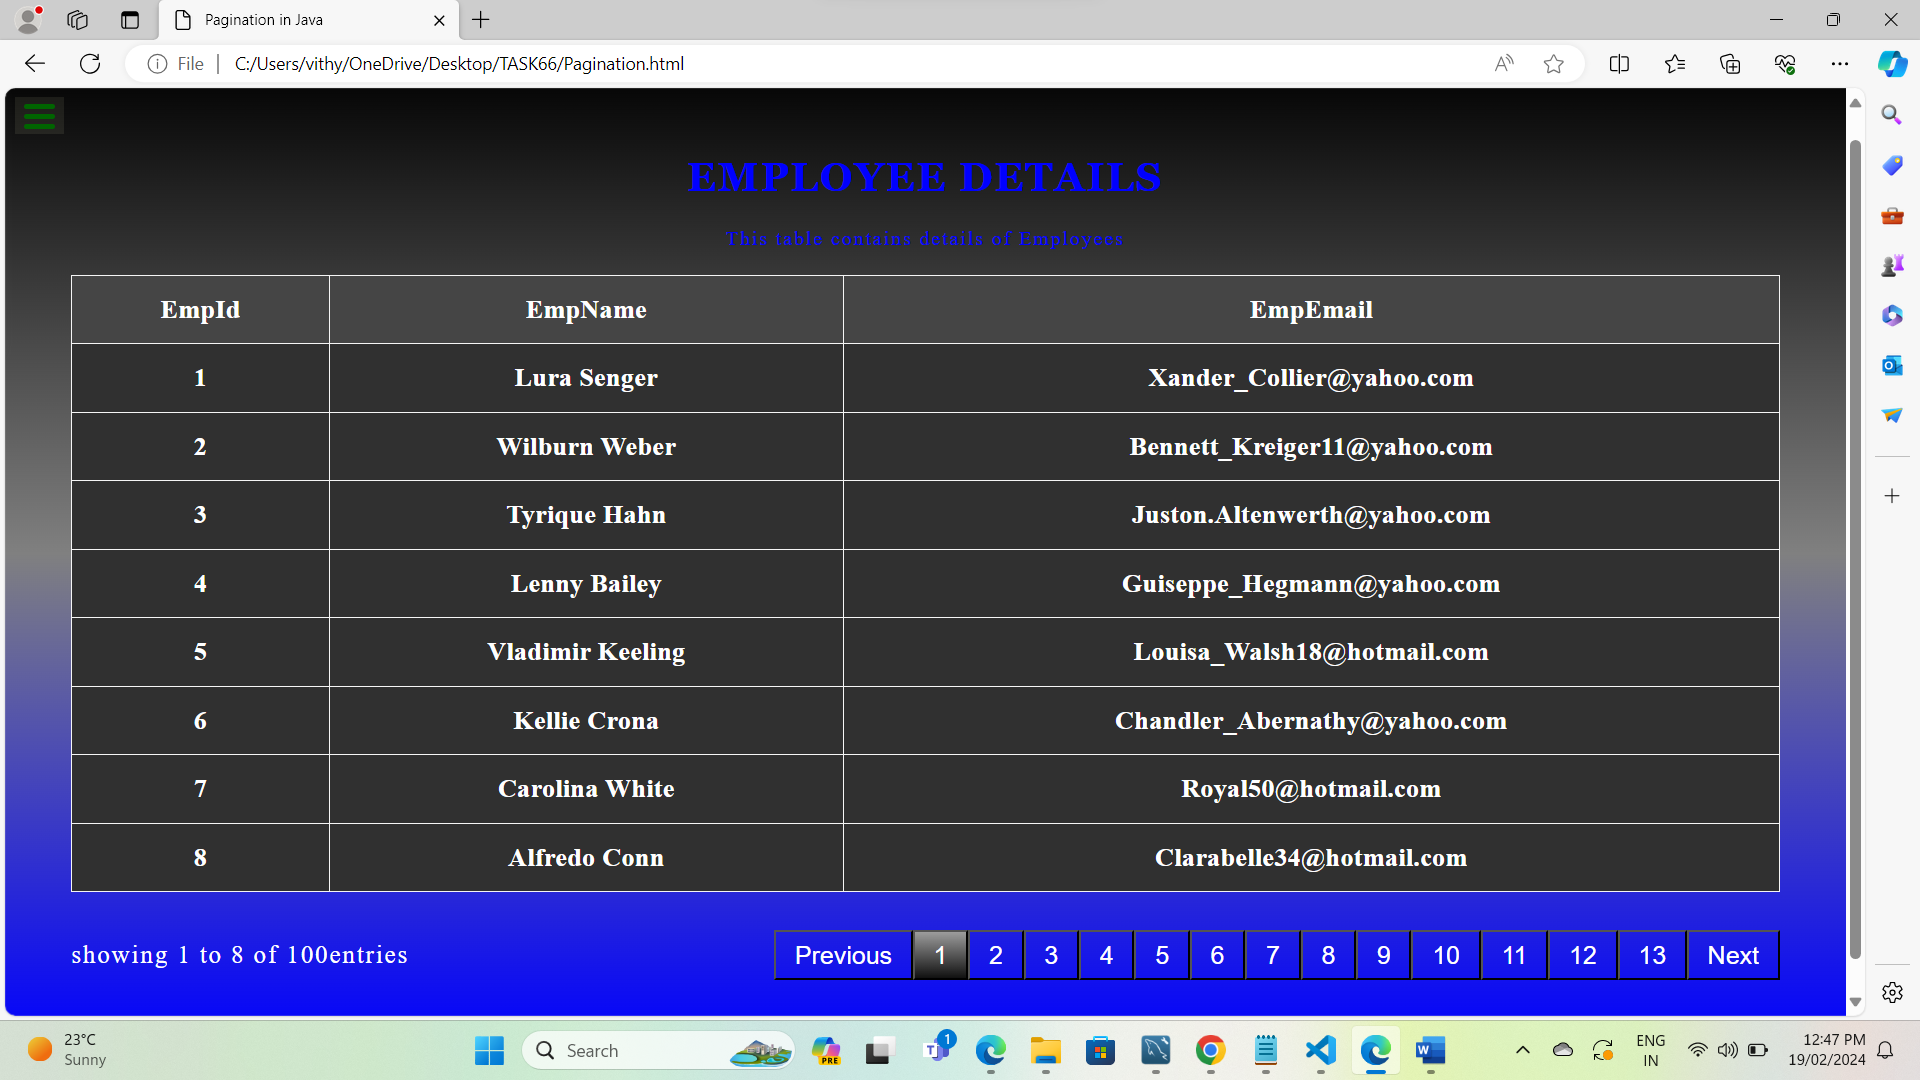 Pagination in Java
File C:/Users/vithy/OneDrive/Desktop/TASK66/Pagination.html
EMPLOYEE DETAILS
This table contains details of Employees
EmpId EmpName EmpEmail
1 Lura Senger Xander_Collier@yahoo.com
2 Wilburn Weber Bennett_Kreiger11@yahoo.com
3 Tyrique Hahn Juston.Altenwerth@yahoo.com
4 Lenny Bailey Guiseppe_Hegmann@yahoo.com
5 Vladimir Keeling Louisa_Walsh18@hotmail.com
6 Kellie Crona Chandler_Abernathy@yahoo.com
7 Carolina White Royal50@hotmail.com
8 Alfredo Conn Clarabelle34@hotmail.com
showing 1 to 8 of 100entries Previous 1 2 3 4 5 6 7 8 9 10 11 12 13 Next
23°C
Sunny
Search
PRE
1
ENG
IN
12:47 PM
19/02/2024